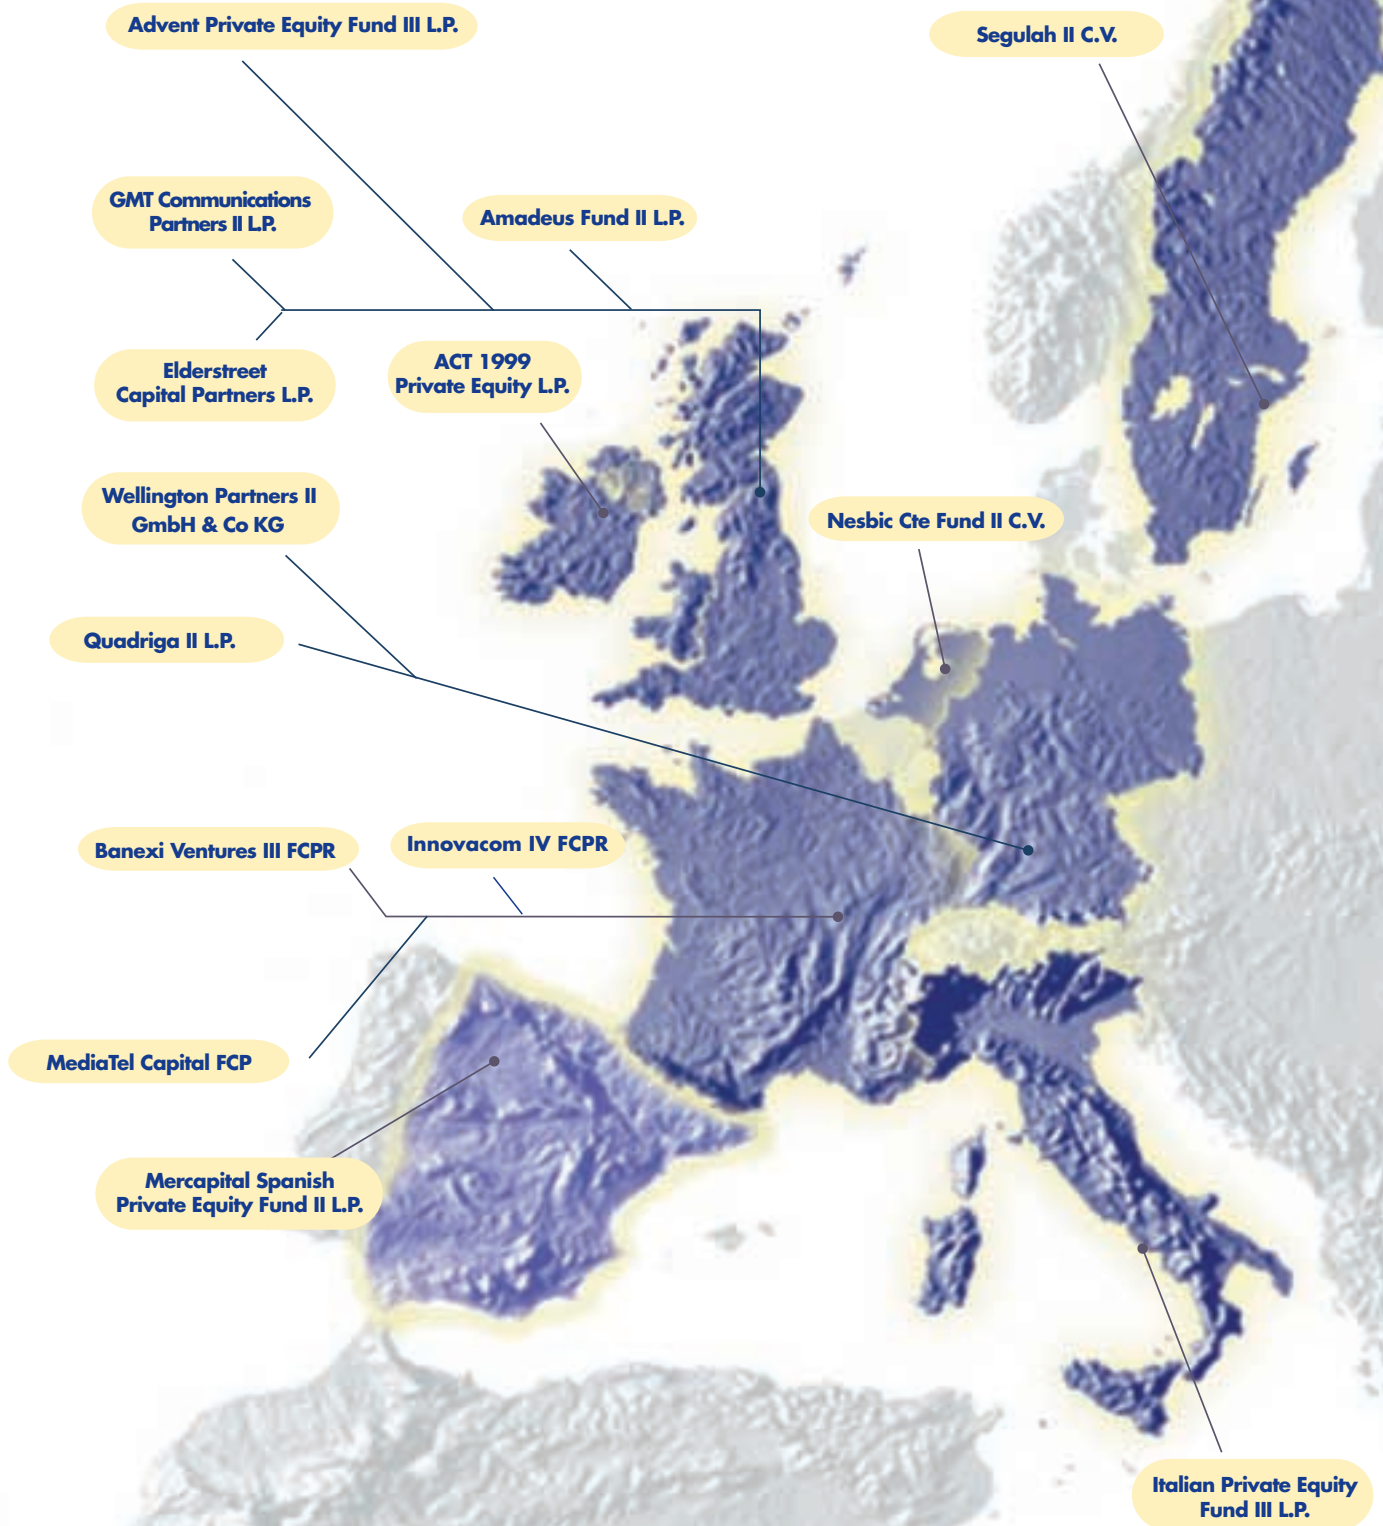 Advent Private Equity Fund III L.P.
Segulah II C.V.
GMT Communications
Partners II L.P.
Amadeus Fund II L.P.
Elderstreet
Capital Partners L.P.
ACT 1999
Private Equity L.P.
Wellington Partners II
GmbH & Co KG
Nesbic Cte Fund II C.V.
Quadriga II L.P.
Banexi Ventures III FCPR
Innovacom IV FCPR
MediaTel Capital FCP
Mercapital Spanish
Private Equity Fund II L.P.
Italian Private Equity
Fund III L.P.